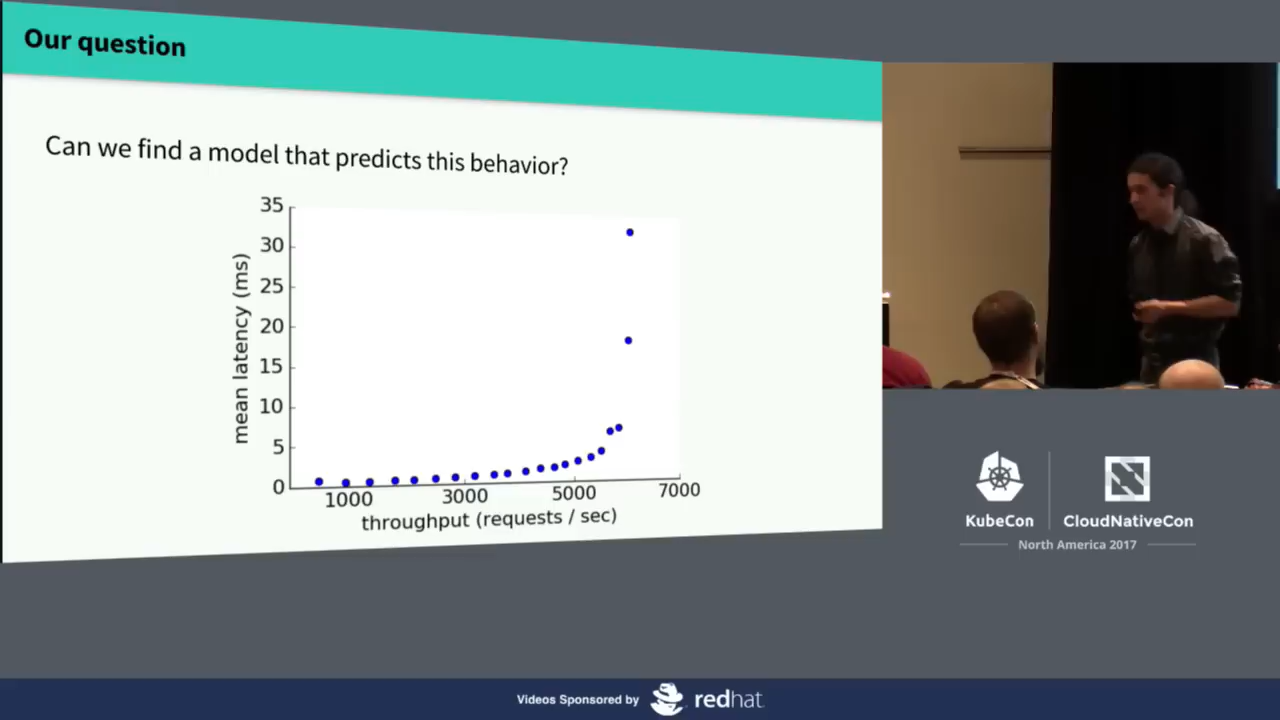 Our question
Can we find a model that predicts this behavior?
35
30
25
20
15
10
5
0
mean latency (ms)
1000
3000
5000
7000
throughput (requests / sec)
KubeCon
CloudNativeCon
North America 2017
Videos Sponsored by
redhat